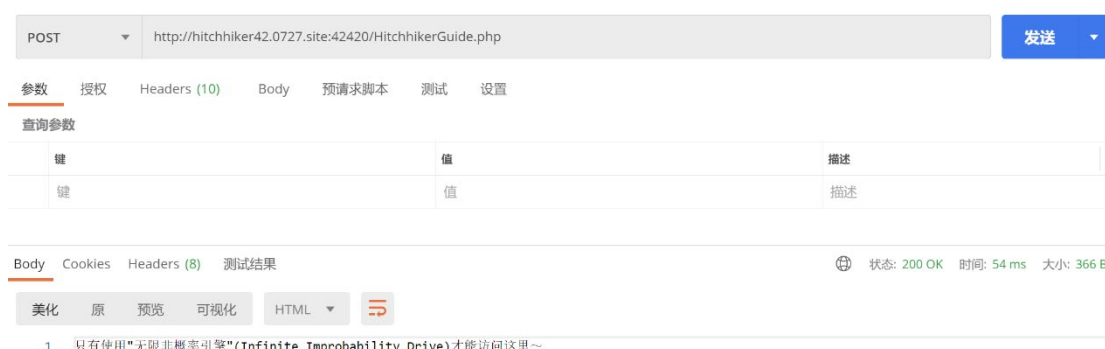 POST http://hitchhiker42.0727.site:42420/HitchhikerGuide.php 发送
参数 授权 Headers (10) Body 预请求脚本 测试 设置
查询参数
键 值 描述
键 值 描述
Body Cookies Headers (8) 测试结果 状态: 200 OK 时间: 54 ms 大小: 366 B
美化 原 预览 可视化 HTML
1 只有使用"无限非概率引擎"(Infinite Improbability Drive)才能访问这里~